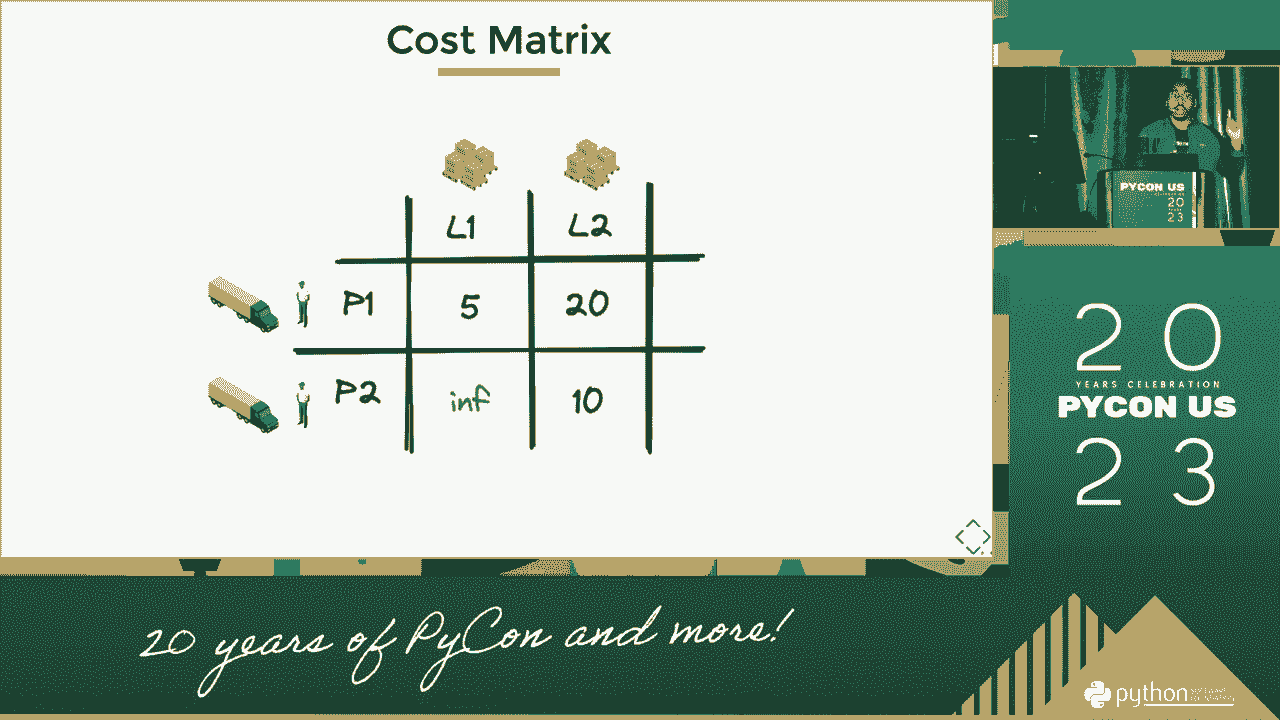 Cost Matrix
L1 L2
P1 5 20
P2 inf 10
PYCON US
20
23
20
YEARS CELEBRATION
PYCON US
23
20 years of PyCon and more!
python